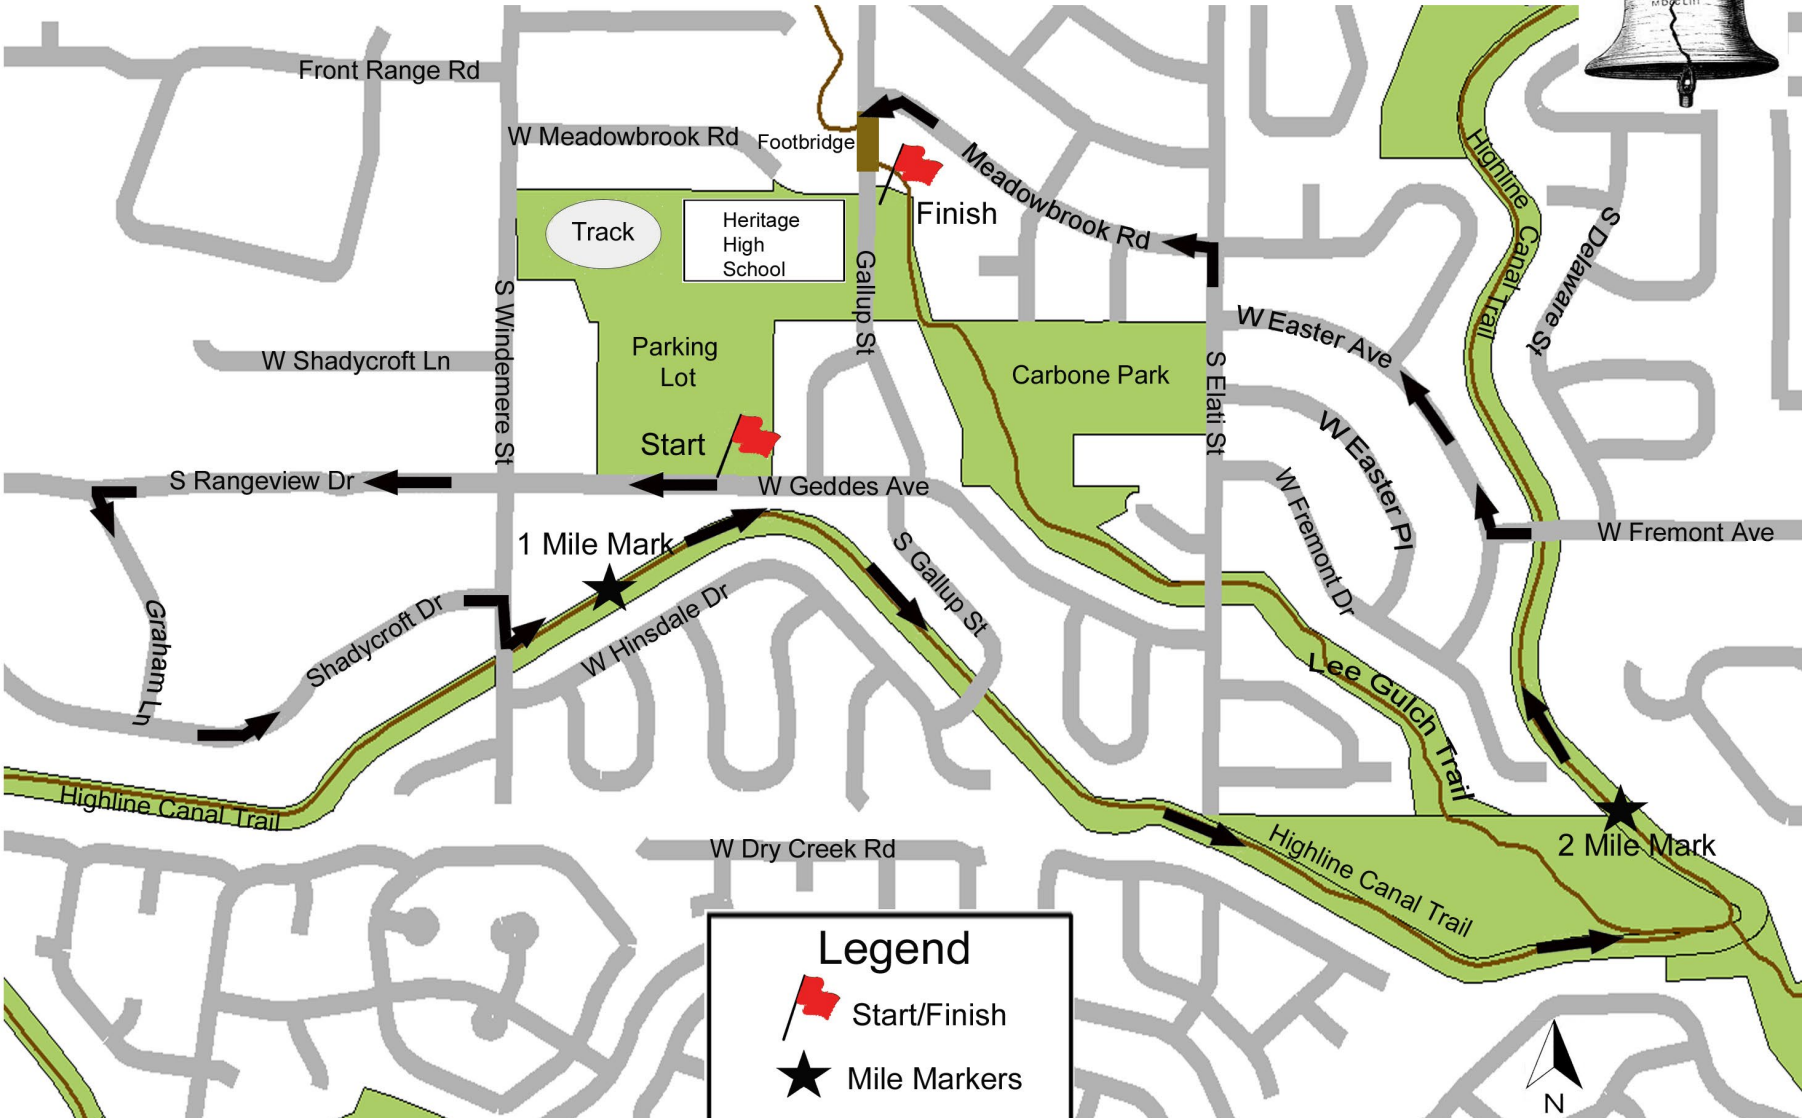 MDCCLIII
Front Range Rd
W Meadowbrook Rd
Footbridge
Meadowbrook Rd
Finish
Track
Heritage
High
School
Gallup St
S Windemere St
Highline
Canal
Trail
S Delaware St
W Easter Ave
W Shadycroft Ln
Parking
Lot
Carbone Park
S Elati St
Start
W Easter Pl
S Rangeview Dr
W Geddes Ave
W Fremont Dr
W Fremont Ave
1 Mile Mark
S Gallup St
W Hinsdale Dr
Graham Ln
Shadycroft Dr
Lee Gulch Trail
Highline Canal Trail
2 Mile Mark
W Dry Creek Rd
Highline Canal Trail
Legend
Start/Finish
Mile Markers
N